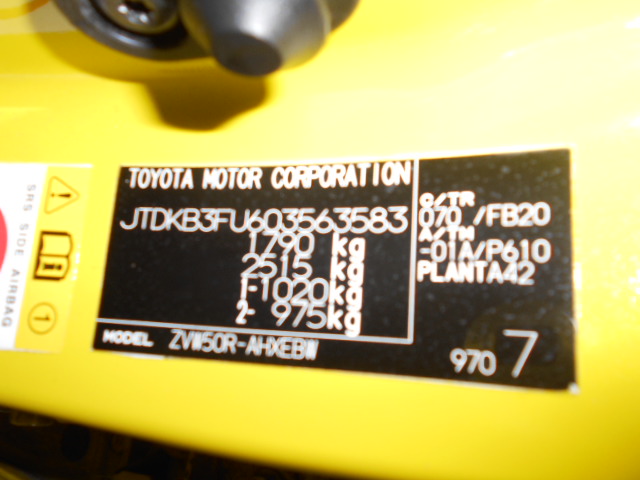 TOYOTA MOTOR CORPORATION
JTDKB3FU603563583
1790 kg
2515 kg
1-1020kg
2- 975kg
C/TR
070 /FB20
A/TM
-01A/P610
PLANTA42
MODEL ZVW50R-AHXEBW
970 7
SRS SIDE AIRBAG
1